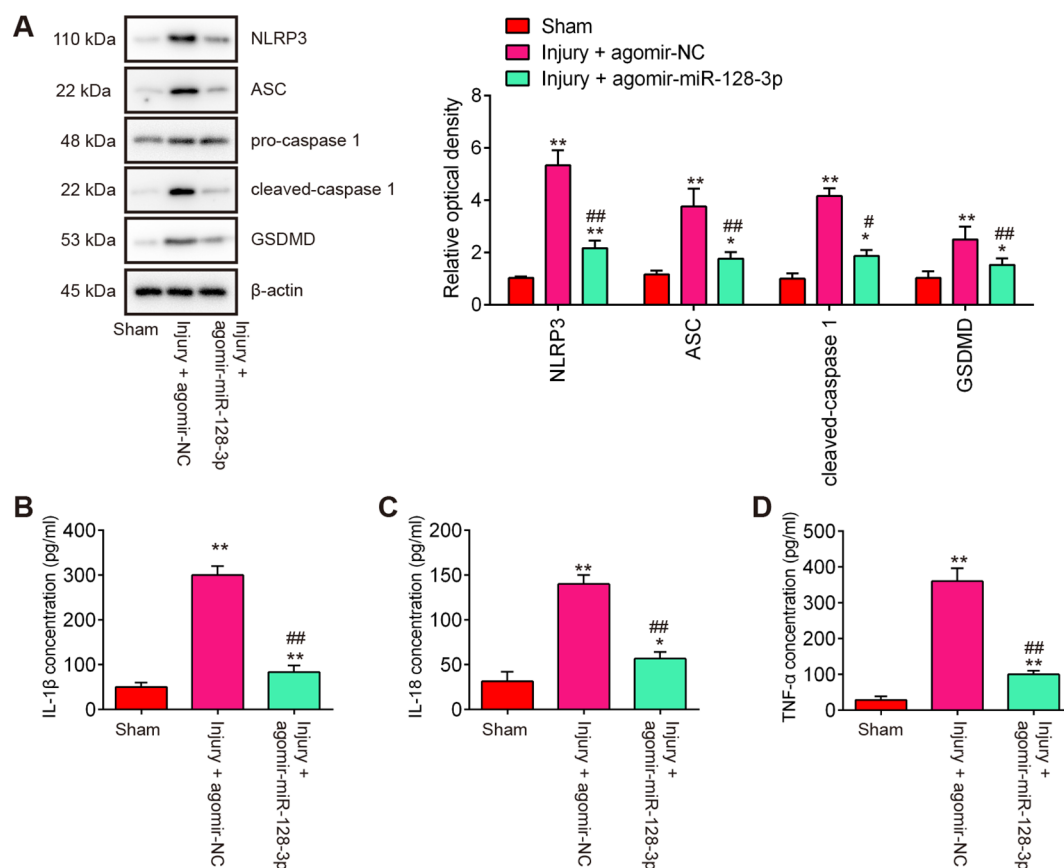 A
110 kDa NLRP3
22 kDa ASC
48 kDa pro-caspase 1
22 kDa cleaved-caspase 1
53 kDa GSDMD
45 kDa β-actin
Sham
Injury + agomir-NC
Injury +
agomir-miR-128-3p
Sham
Injury + agomir-NC
Injury + agomir-miR-128-3p
Relative optical density
8
6
4
2
0
**
##
**
**
##
*
**
#
*
**
##
*
NLRP3
ASC
cleaved-caspase 1
GSDMD
B
IL-1β concentration (pg/ml)
400
300
200
100
0
**
##
**
Sham
Injury + agomir-NC
Injury +
agomir-miR-128-3p
C
IL-18 concentration (pg/ml)
200
150
100
50
0
**
##
*
Sham
Injury + agomir-NC
Injury +
agomir-miR-128-3p
D
TNF-α concentration (pg/ml)
500
400
300
200
100
0
**
##
**
Sham
Injury + agomir-NC
Injury +
agomir-miR-128-3p